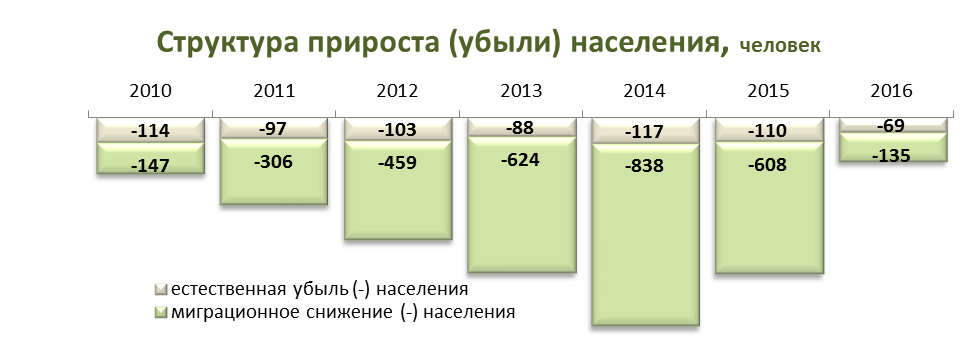 Структура прироста (убыли) населения, человек
2010 2011 2012 2013 2014 2015 2016
-114 -97 -103 -88 -117 -110 -69
-147 -306 -459 -624 -838 -608 -135
естественная убыль (-) населения
миграционное снижение (-) населения